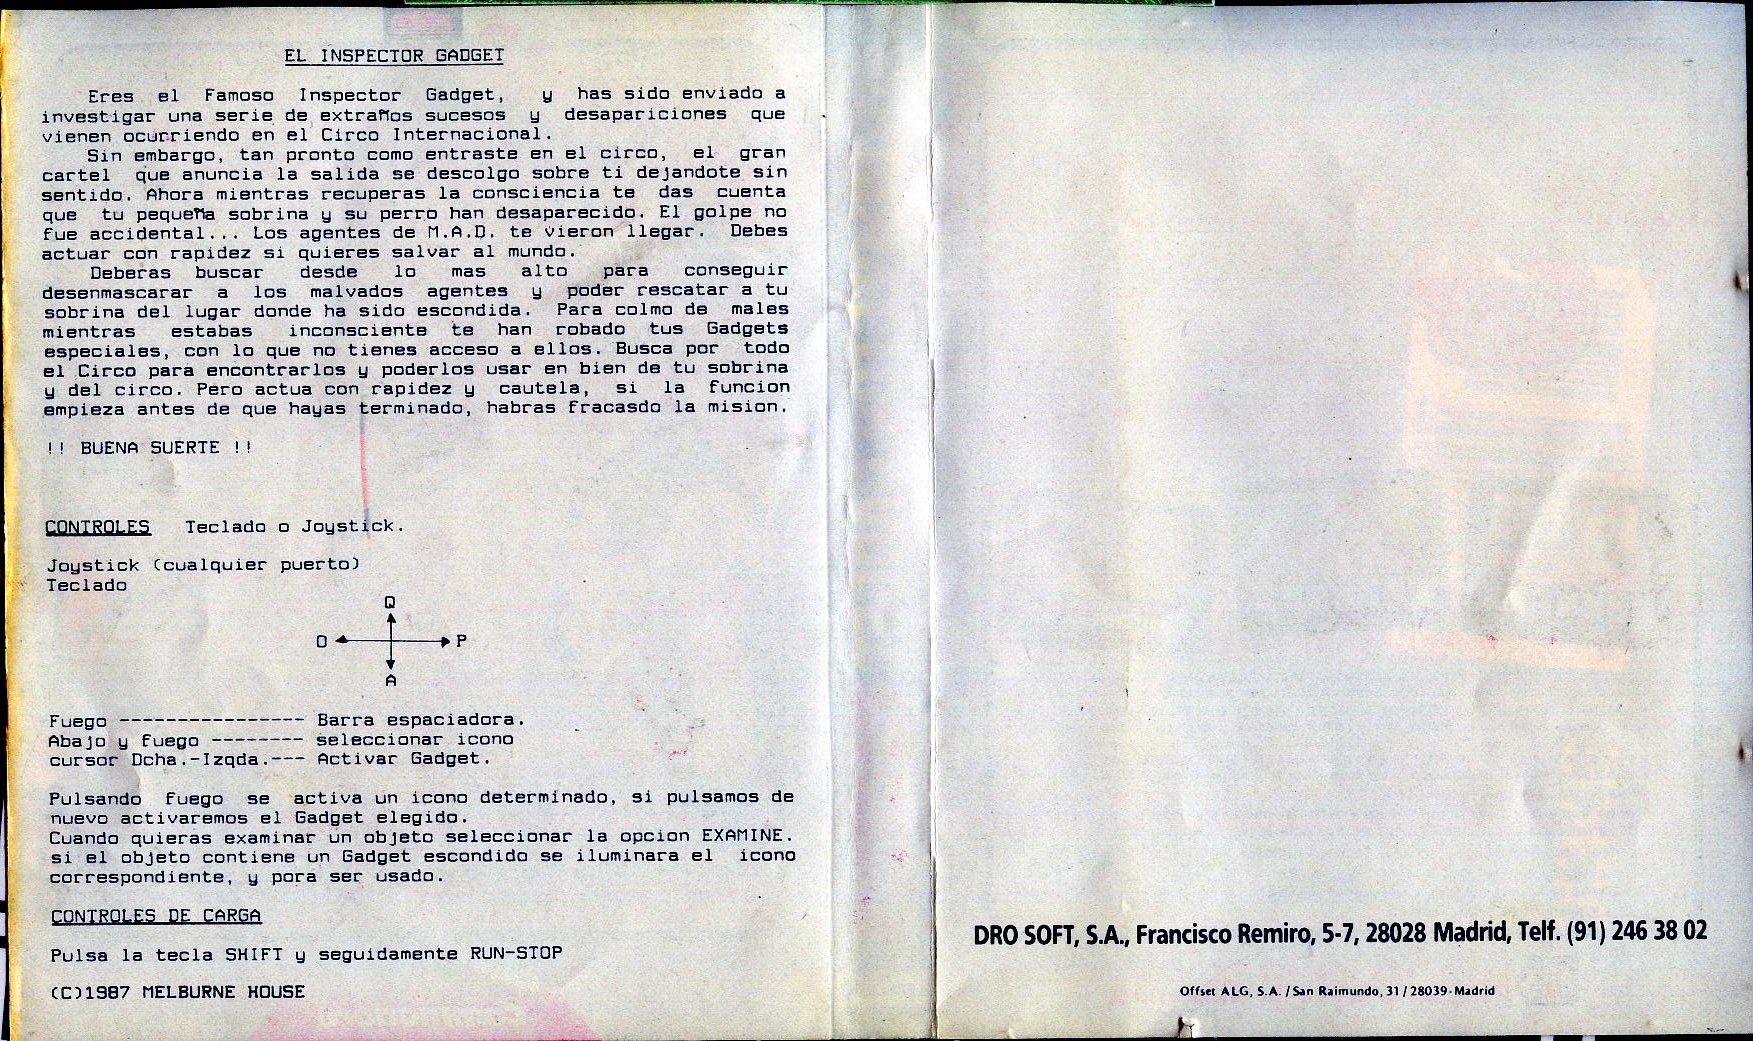 EL INSPECTOR GADGET
Eres el Famoso Inspector Gadget, y has sido enviado a
investigar una serie de extraños sucesos y desapariciones que
vienen ocurriendo en el Circo Internacional.
Sin embargo, tan pronto como entraste en el circo, el gran
cartel que anuncia la salida se descolgo sobre ti dejandote sin
sentido. Ahora mientras recuperas la consciencia te das cuenta
que tu pequeña sobrina y su perro han desaparecido. El golpe no
fue accidental... Los agentes de M.A.D. te vieron llegar. Debes
actuar con rapidez si quieres salvar al mundo.
Deberas buscar desde lo mas alto para conseguir
desenmascarar a los malvados agentes y poder rescatar a tu
sobrina del lugar donde ha sido escondida. Para colmo de males
mientras estabas inconsciente te han robado tus Gadgets
especiales, con lo que no tienes acceso a ellos. Busca por todo
el Circo para encontrarlos y poderlos usar en bien de tu sobrina
y del circo. Pero actua con rapidez y cautela, si la funcion
empieza antes de que hayas terminado, habras fracasdo la mision.
!! BUENA SUERTE !!
CONTROLES Teclado o Joystick.
Joystick (cualquier puerto)
Teclado
Q
O P
A
Fuego ---------------- Barra espaciadora.
Abajo y fuego -------- seleccionar icono
cursor Dcha.-Izqda.--- Activar Gadget.
Pulsando fuego se activa un icono determinado, si pulsamos de
nuevo activaremos el Gadget elegido.
Cuando quieras examinar un objeto seleccionar la opcion EXAMINE.
si el objeto contiene un Gadget escondido se iluminara el icono
correspondiente, y pora ser usado.
CONTROLES DE CARGA
Pulsa la tecla SHIFT y seguidamente RUN-STOP
(C)1987 MELBURNE HOUSE
DRO SOFT, S.A., Francisco Remiro, 5-7, 28028 Madrid, Telf. (91) 246 38 02
Offset ALG, S.A. / San Raimundo, 31 / 28039-Madrid